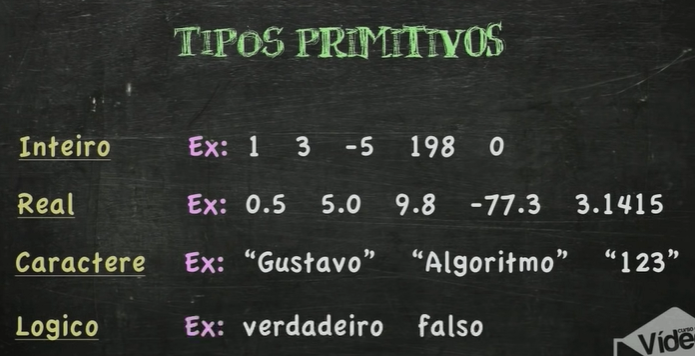 TIPOS PRIMITIVOS
Inteiro Ex: 1 3 -5 198 0
Real Ex: 0.5 5.0 9.8 -77.3 3.1415
Caractere Ex: “Gustavo” “Algoritmo” “123”
Logico Ex: verdadeiro falso
curso